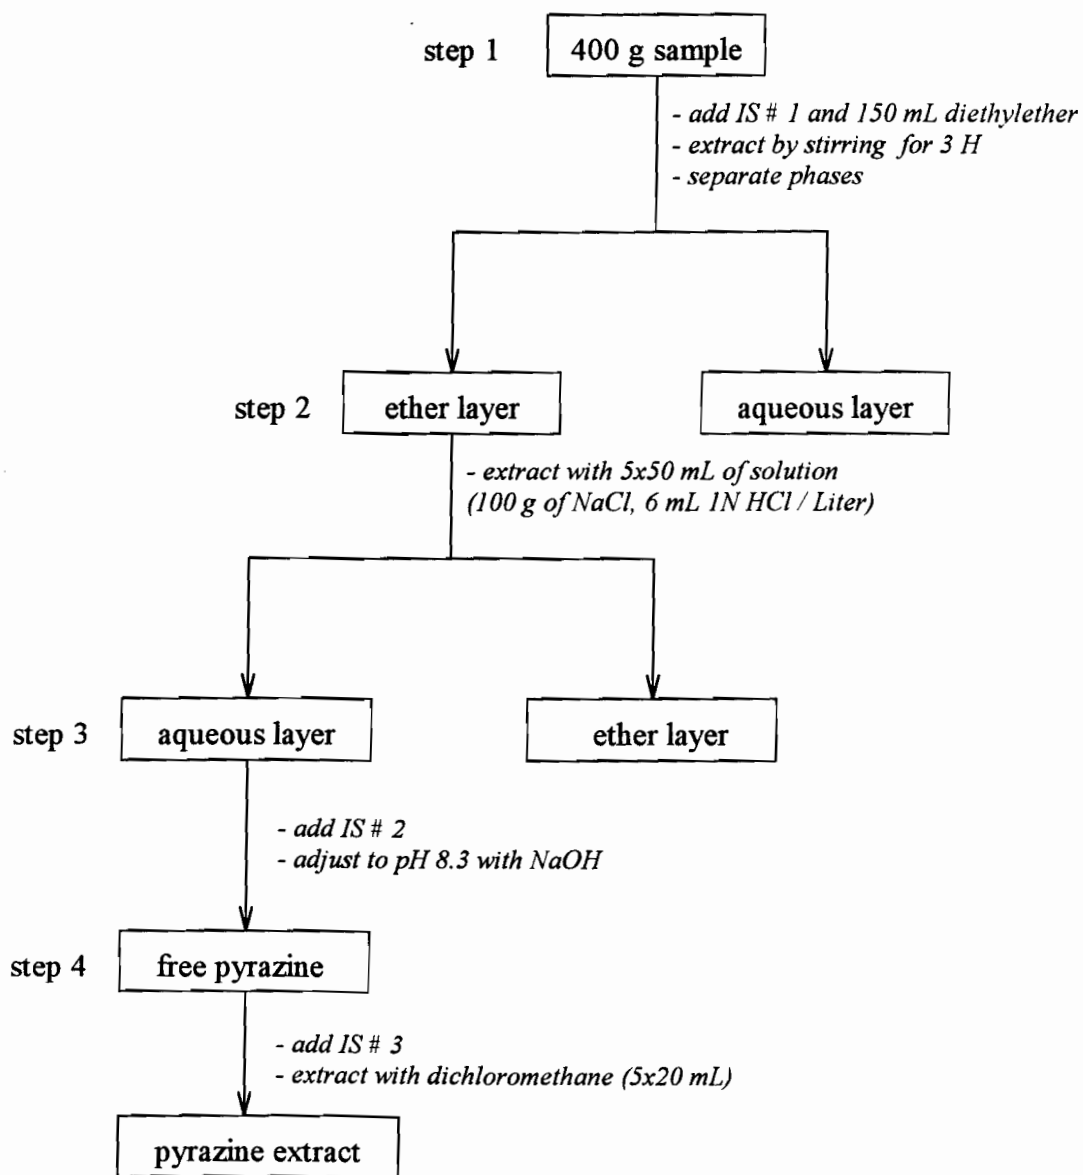 step 1 400 g sample
- add IS # 1 and 150 mL diethylether
- extract by stirring for 3 H
- separate phases
step 2 ether layer aqueous layer
- extract with 5x50 mL of solution
(100 g of NaCl, 6 mL 1N HCl / Liter)
step 3 aqueous layer ether layer
- add IS # 2
- adjust to pH 8.3 with NaOH
step 4 free pyrazine
- add IS # 3
- extract with dichloromethane (5x20 mL)
pyrazine extract